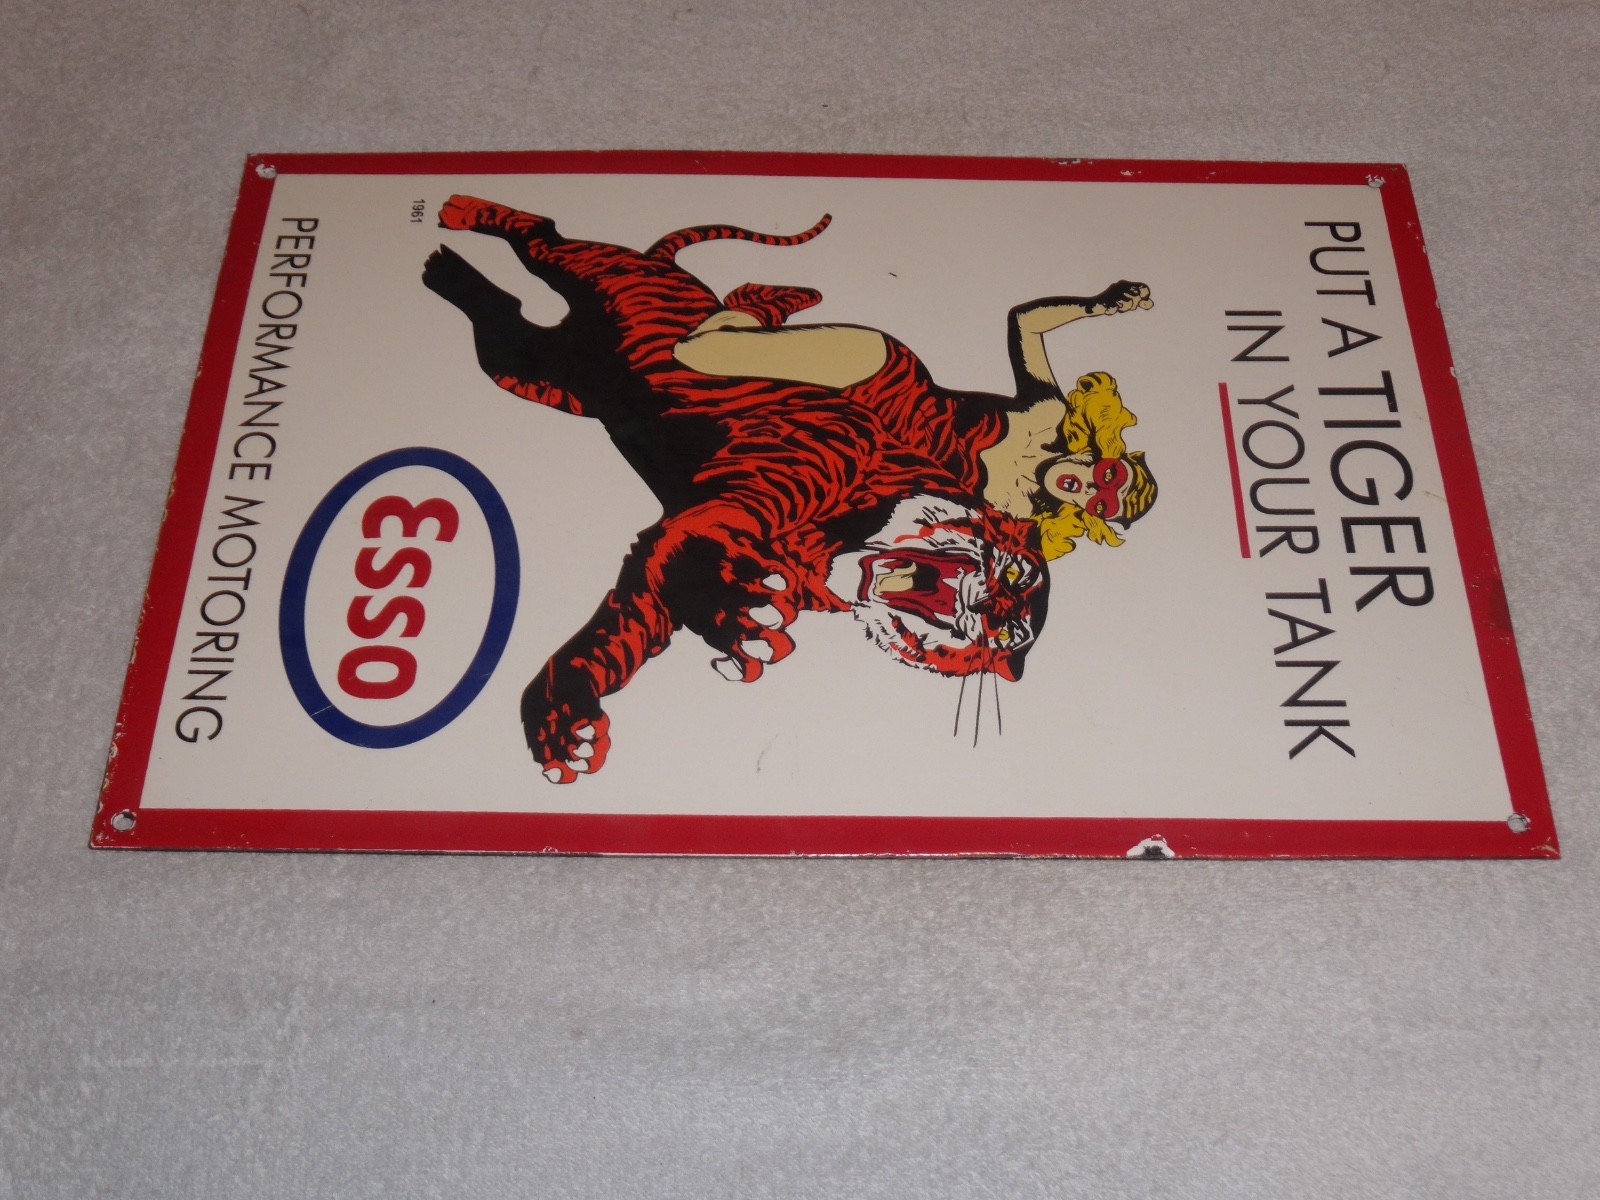 PUT A TIGER
IN YOUR TANK
1961
ESSO
PERFORMANCE MOTORING